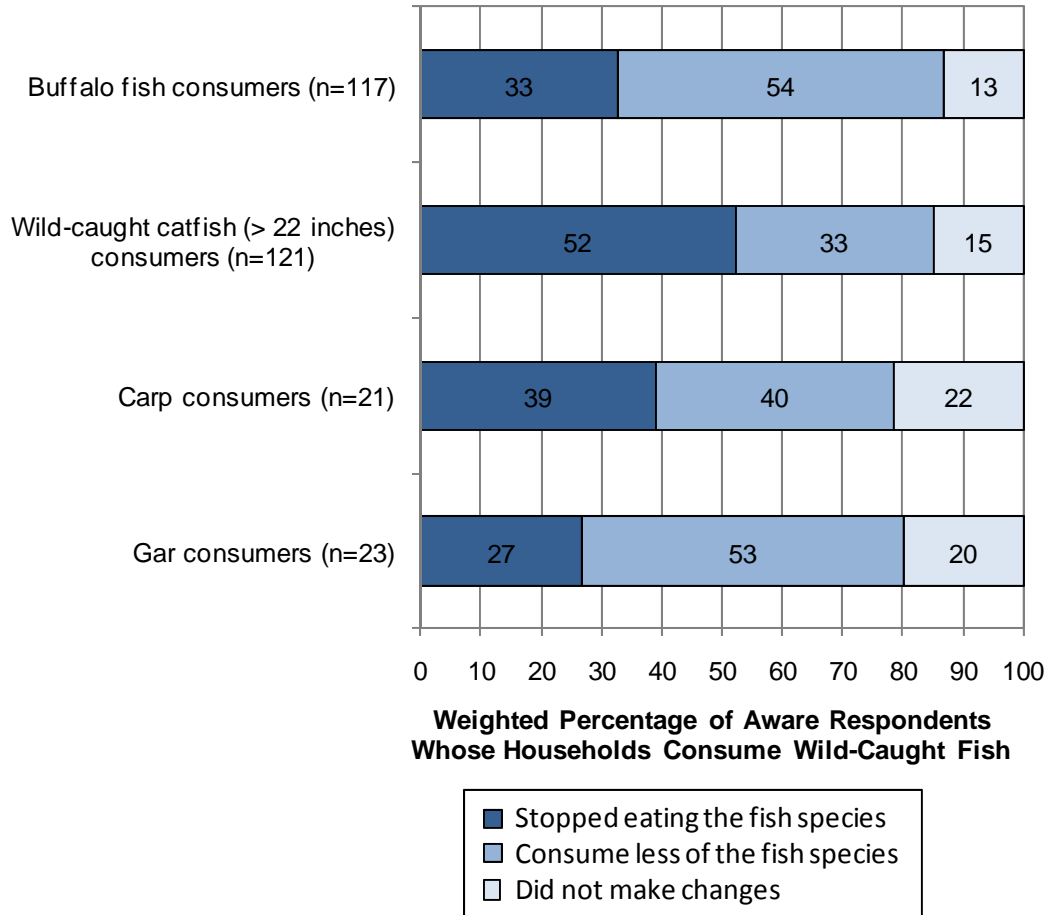 Buffalo fish consumers (n=117)
33 54 13
Wild-caught catfish (> 22 inches)
consumers (n=121)
52 33 15
Carp consumers (n=21)
39 40 22
Gar consumers (n=23)
27 53 20
0 10 20 30 40 50 60 70 80 90 100
Weighted Percentage of Aware Respondents
Whose Households Consume Wild-Caught Fish
Stopped eating the fish species
Consume less of the fish species
Did not make changes